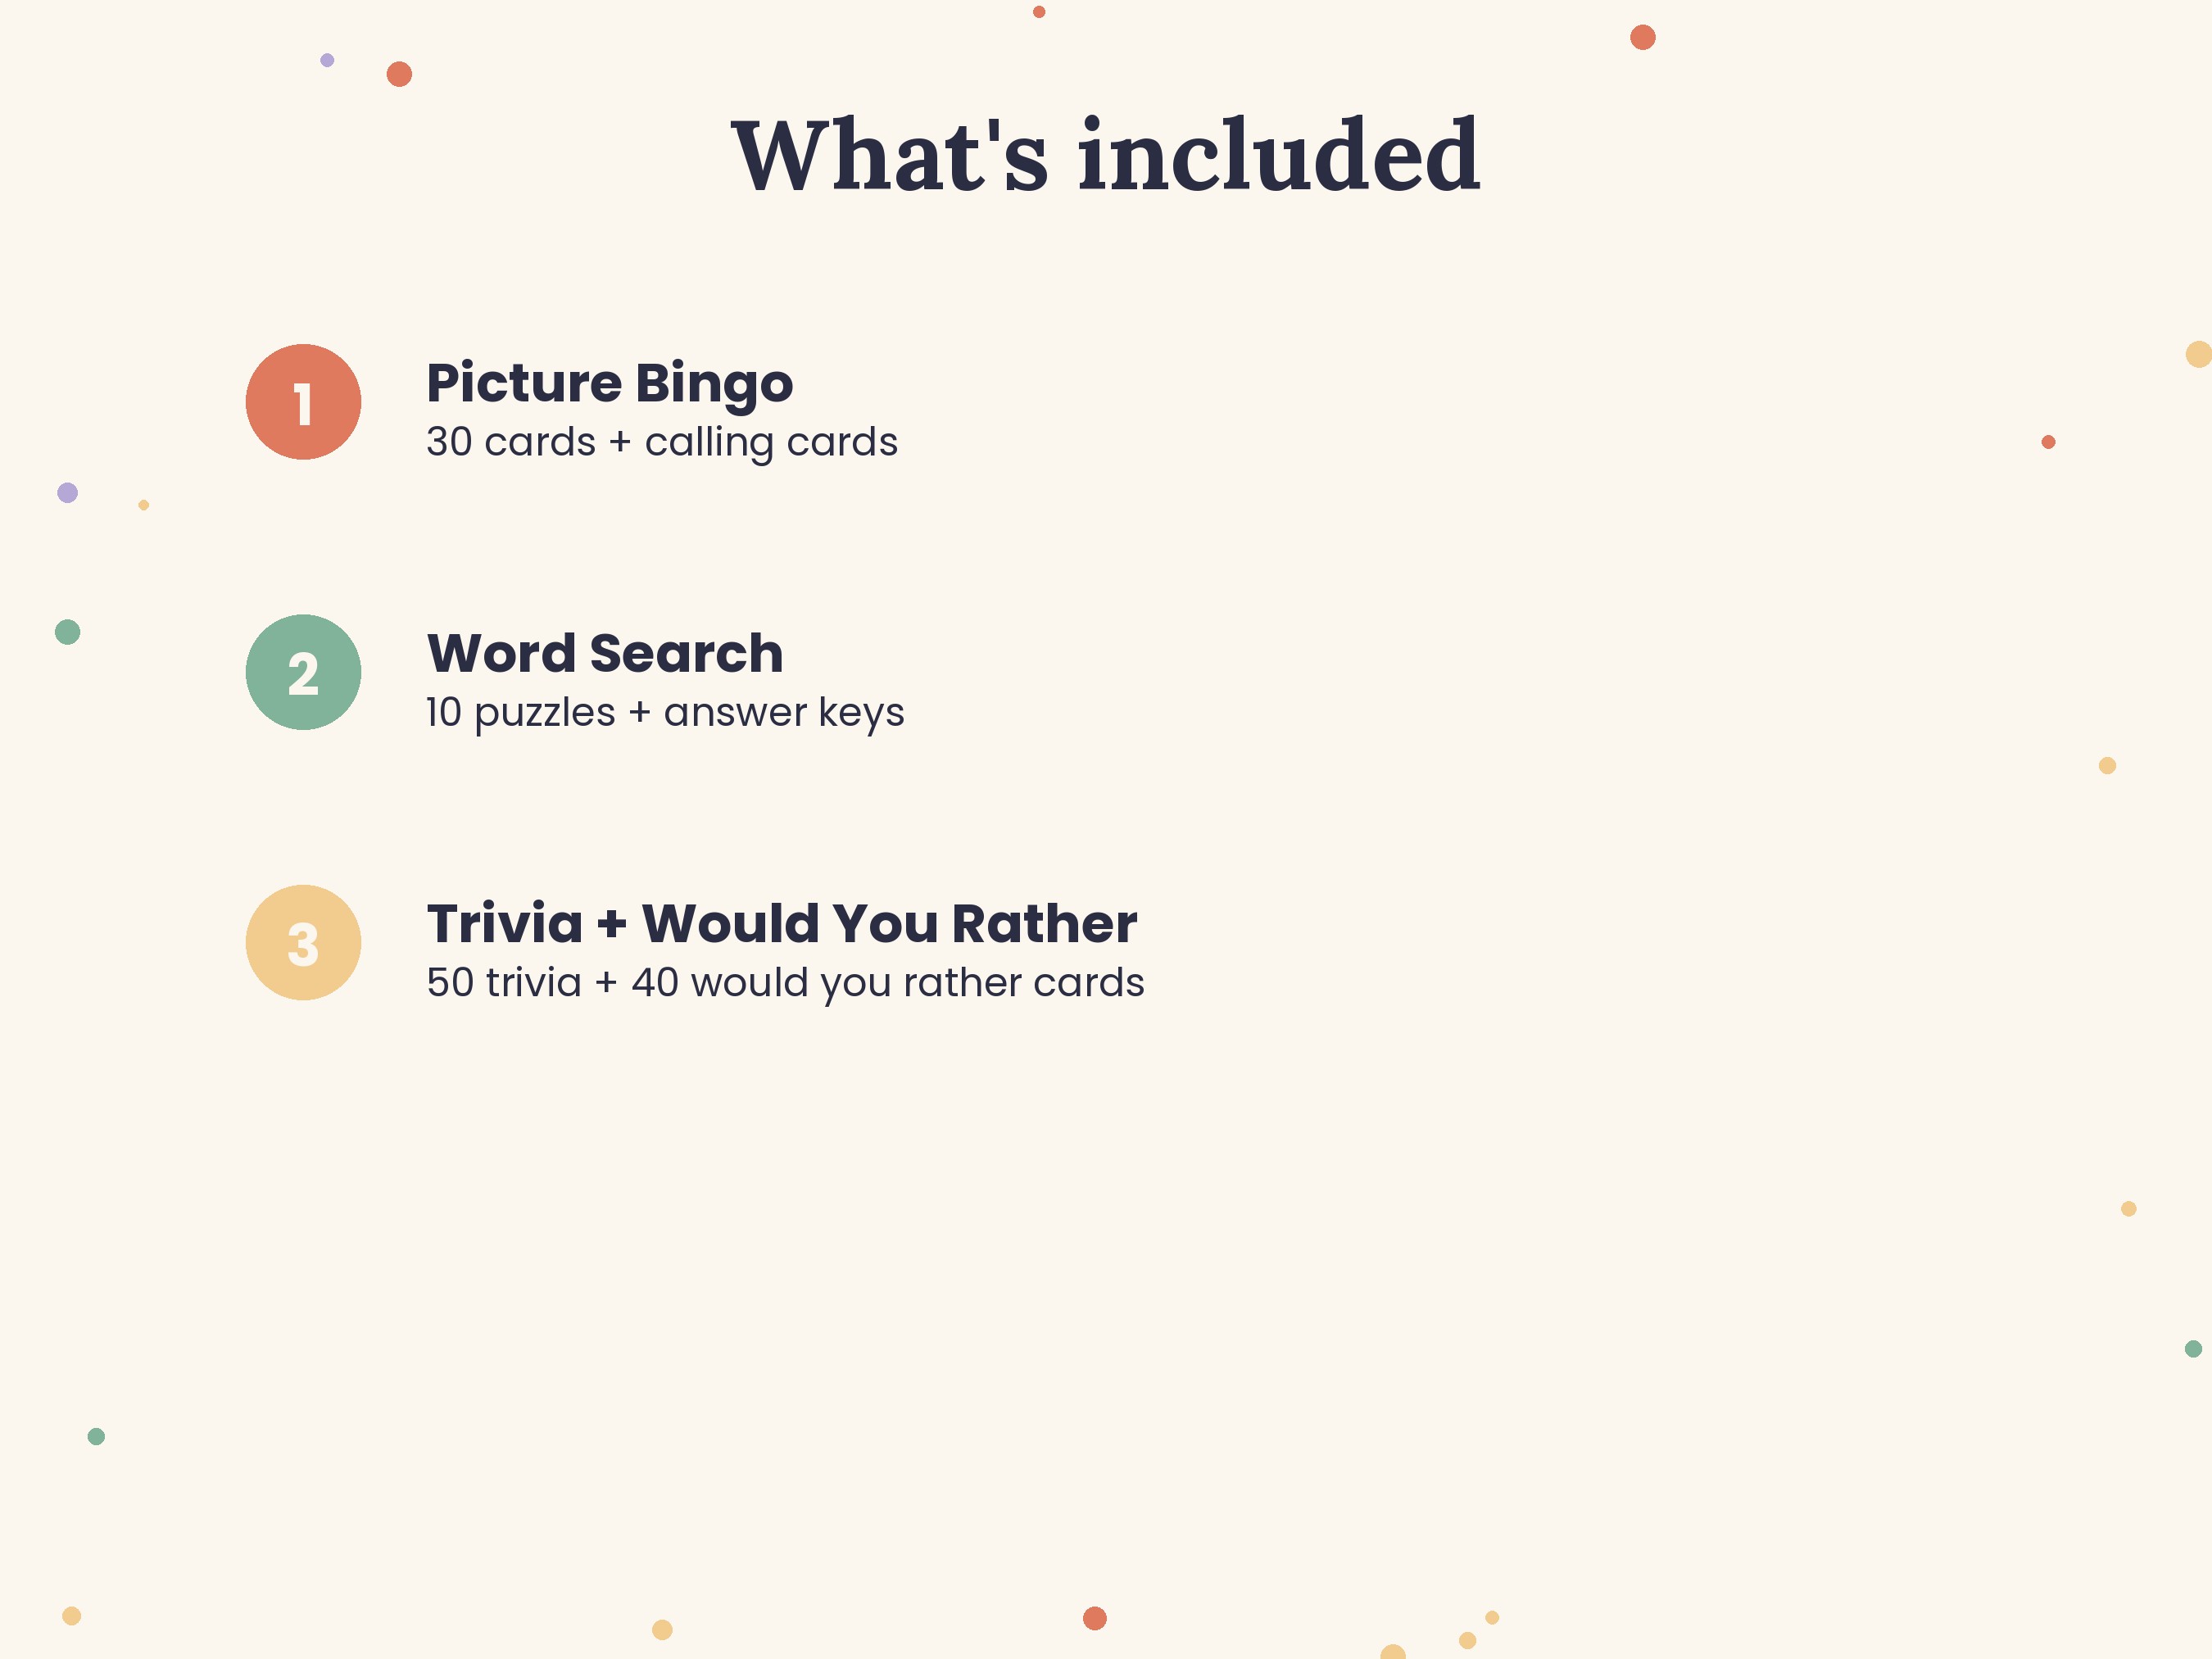 What's included
1
Picture Bingo
30 cards + calling cards
2
Word Search
10 puzzles + answer keys
3
Trivia + Would You Rather
50 trivia + 40 would you rather cards